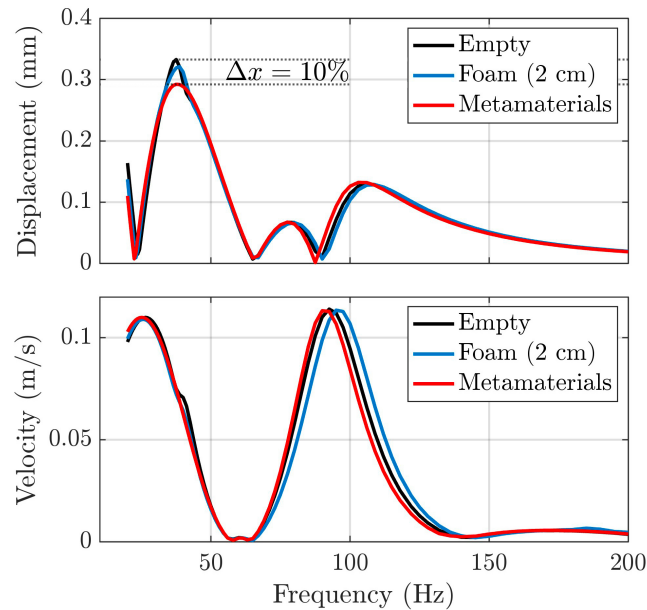 0.4
0.3
0.2
0.1
0
Displacement (mm)
Δx = 10%
Empty
Foam (2 cm)
Metamaterials
0.1
0.05
0
Velocity (m/s)
Empty
Foam (2 cm)
Metamaterials
50
100
150
200
Frequency (Hz)